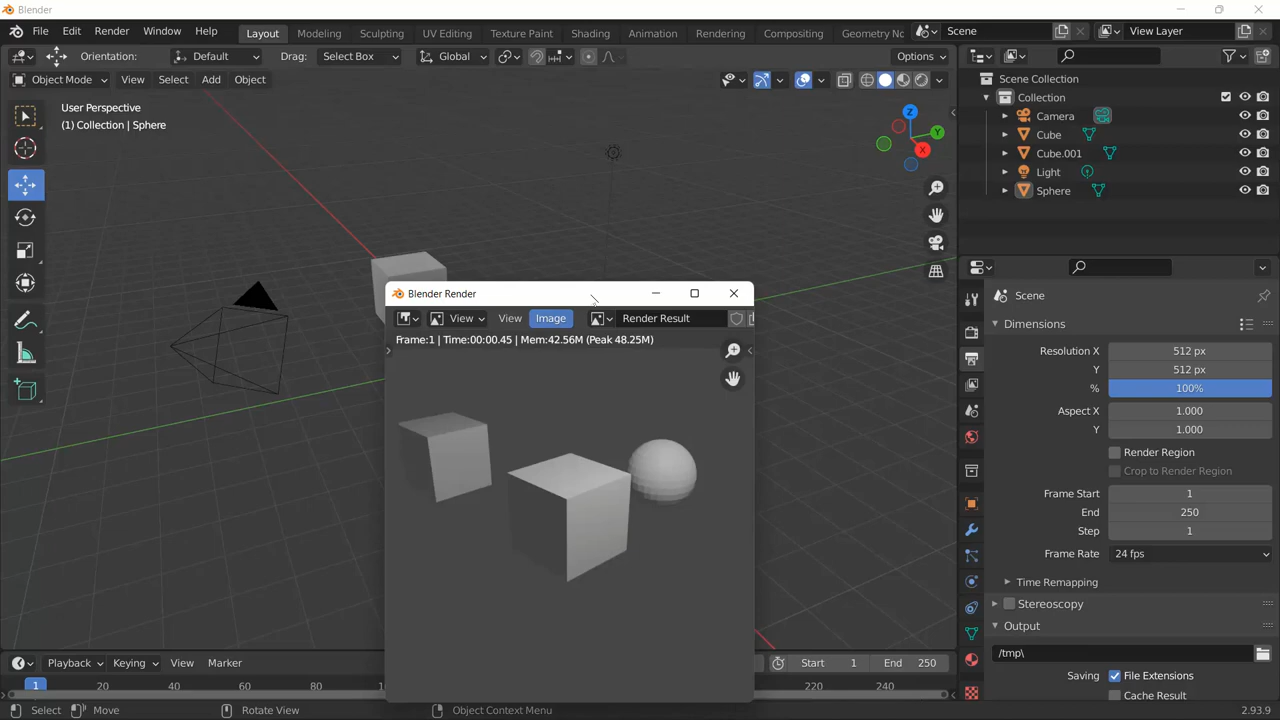 Blender
File Edit Render Window Help Layout Modeling Sculpting UV Editing Texture Paint Shading Animation Rendering Compositing Geometry No Scene View Layer
Orientation: Default Drag: Select Box Global Options
Object Mode View Select Add Object
User Perspective
(1) Collection | Sphere
Z
Y
X
Scene Collection
Collection
Camera
Cube
Cube.001
Light
Sphere
Scene
Dimensions
Resolution X 512 px
Y 512 px
% 100%
Aspect X 1.000
Y 1.000
Render Region
Crop to Render Region
Frame Start 1
End 250
Step 1
Frame Rate 24 fps
Time Remapping
Stereoscopy
Output
/tmp\
Saving File Extensions
Cache Result
Blender Render
View View Image Render Result
Frame:1 | Time:00:00.45 | Mem:42.56M (Peak 48.25M)
Playback Keying View Marker Start 1 End 250
1 20 40 60 80 100 220 240
Select Move Rotate View Object Context Menu 2.93.9